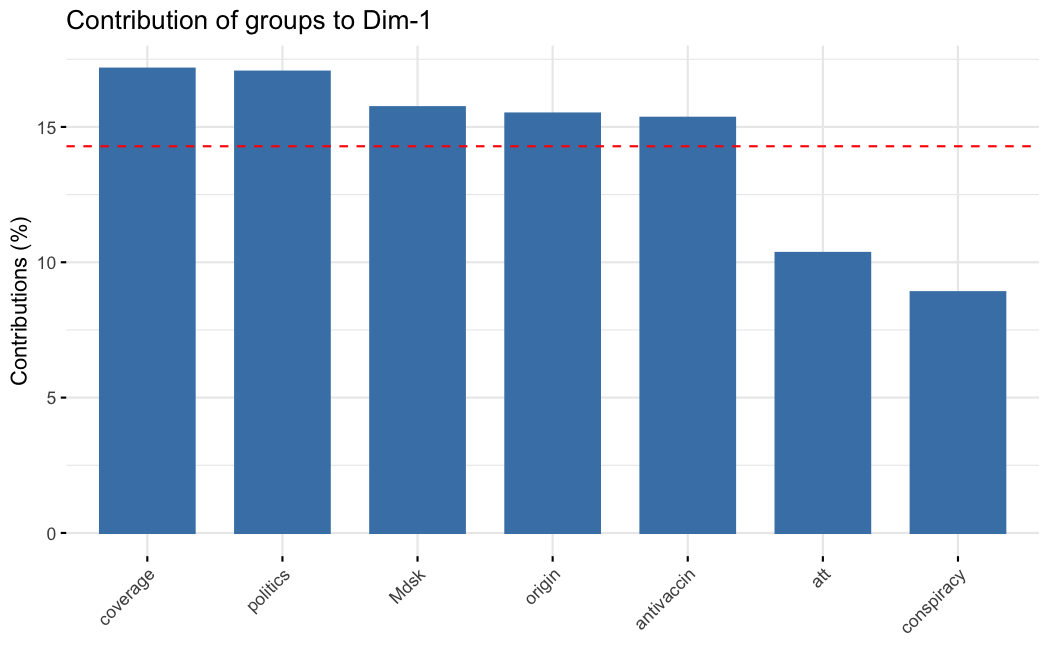 Contribution of groups to Dim-1
Contributions (%)
15
10
5
0
coverage
politics
Mdsk
origin
antivaccin
att
conspiracy